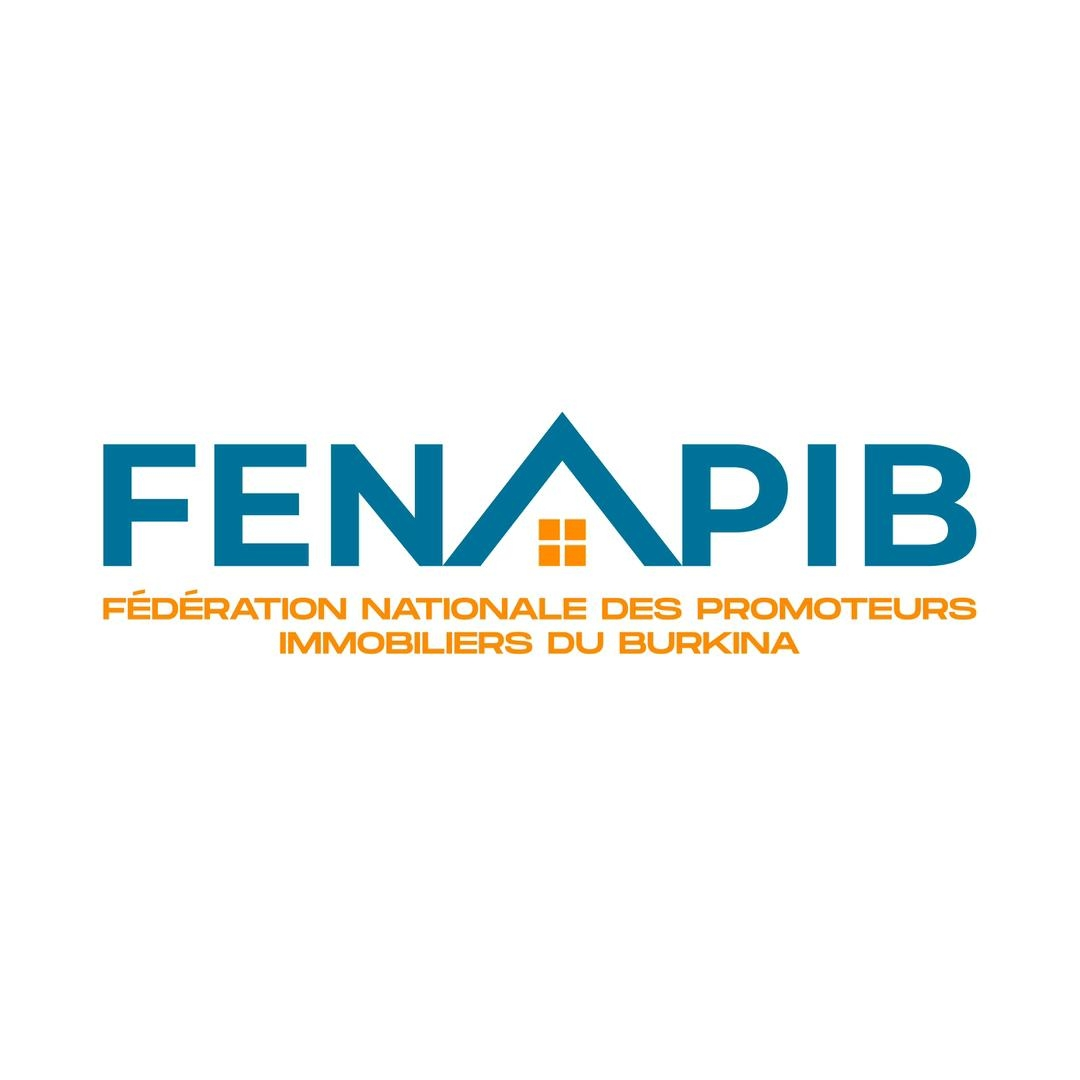 FENAPIB
FÉDÉRATION NATIONALE DES PROMOTEURS
IMMOBILIERS DU BURKINA